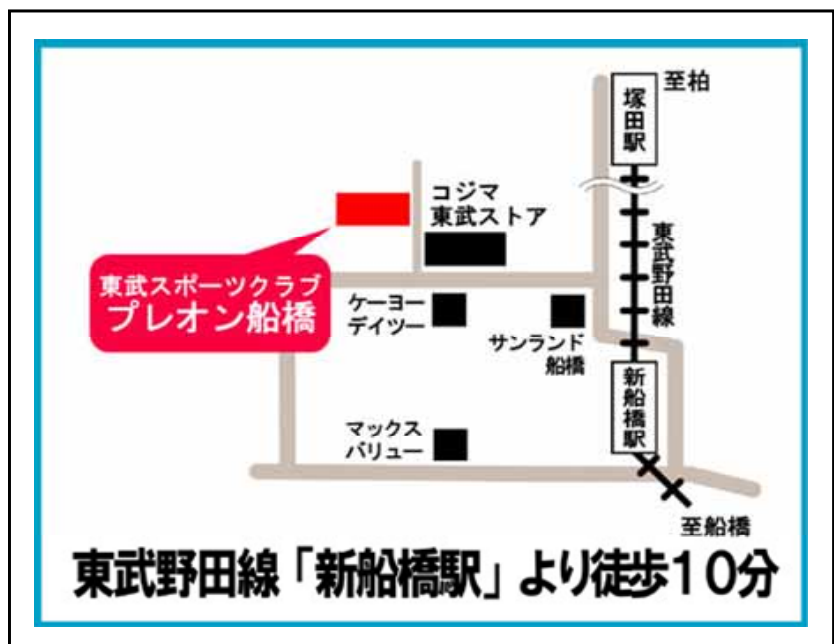 至柏
塚田駅
コジマ
東武ストア
東武野田線
東武スポーツクラブ
プレオン船橋
ケーヨー
デイツー
サンランド
船橋
新船橋駅
マックス
バリュー
至船橋
東武野田線「新船橋駅」より徒歩10分